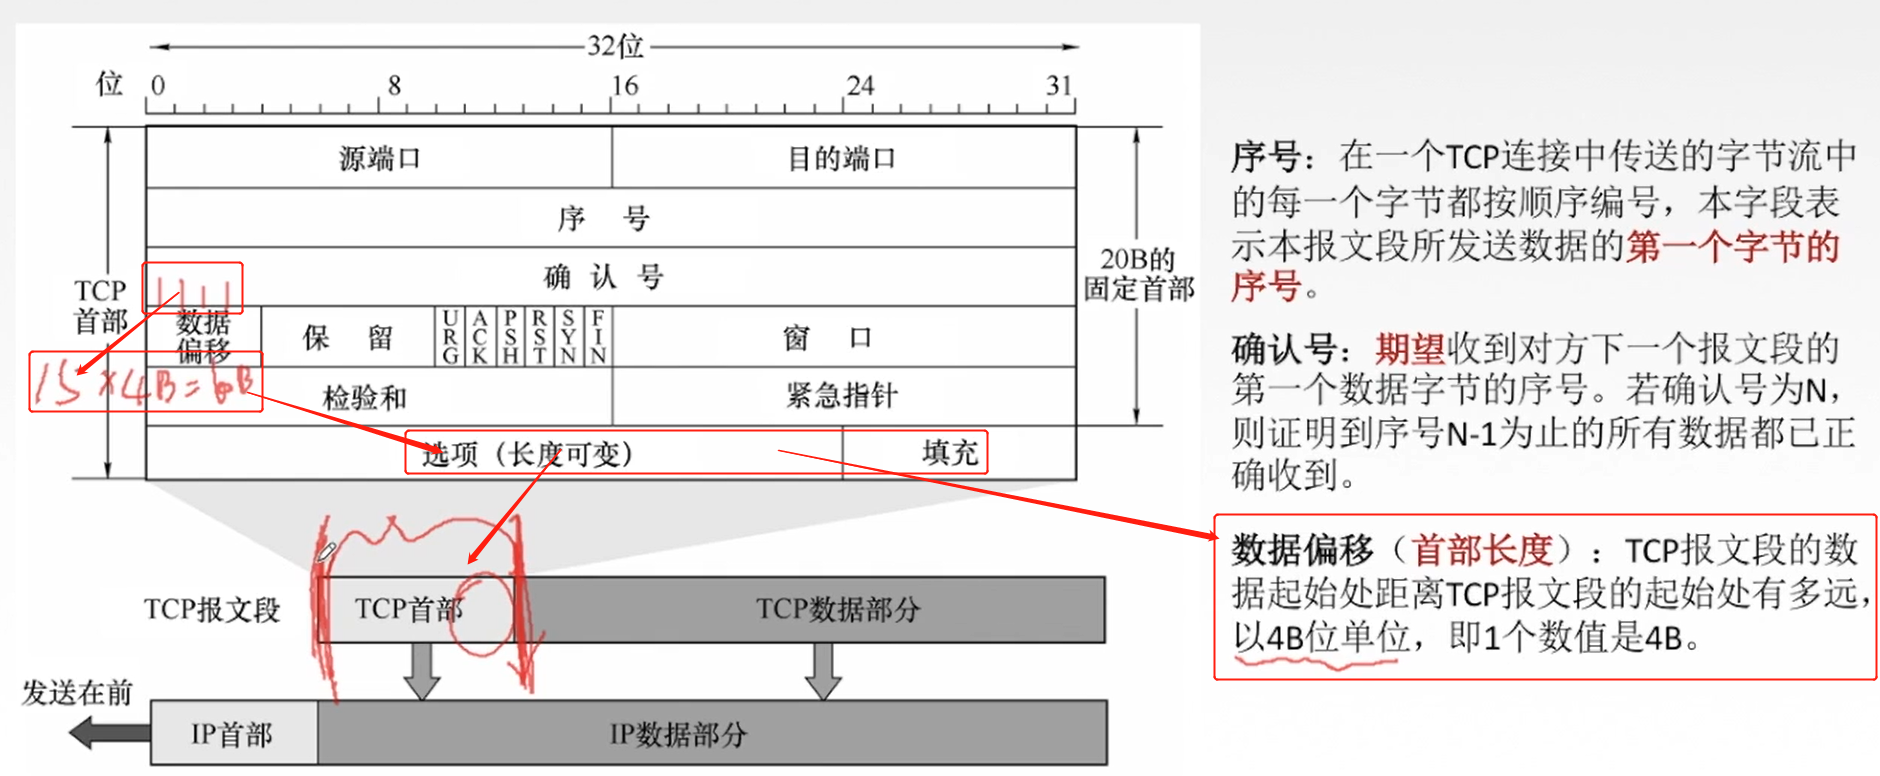 32位
位 0 8 16 24 31
源端口 目的端口
序 号
确 认 号
TCP
首部
20B的
固定首部
1111
数据
偏移
保 留
URG
ACK
PSH
RST
SYN
FIN
窗 口
15×4B=60B
检验和 紧急指针
选项（长度可变） 填充
TCP报文段 TCP首部 TCP数据部分
发送在前
IP首部 IP数据部分
序号：在一个TCP连接中传送的字节流中
的每一个字节都按顺序编号，本字段表
示本报文段所发送数据的第一个字节的
序号。
确认号：期望收到对方下一个报文段的
第一个数据字节的序号。若确认号为N，
则证明到序号N-1为止的所有数据都已正
确收到。
数据偏移（首部长度）：TCP报文段的数
据起始处距离TCP报文段的起始处有多远，
以4B位单位，即1个数值是4B。